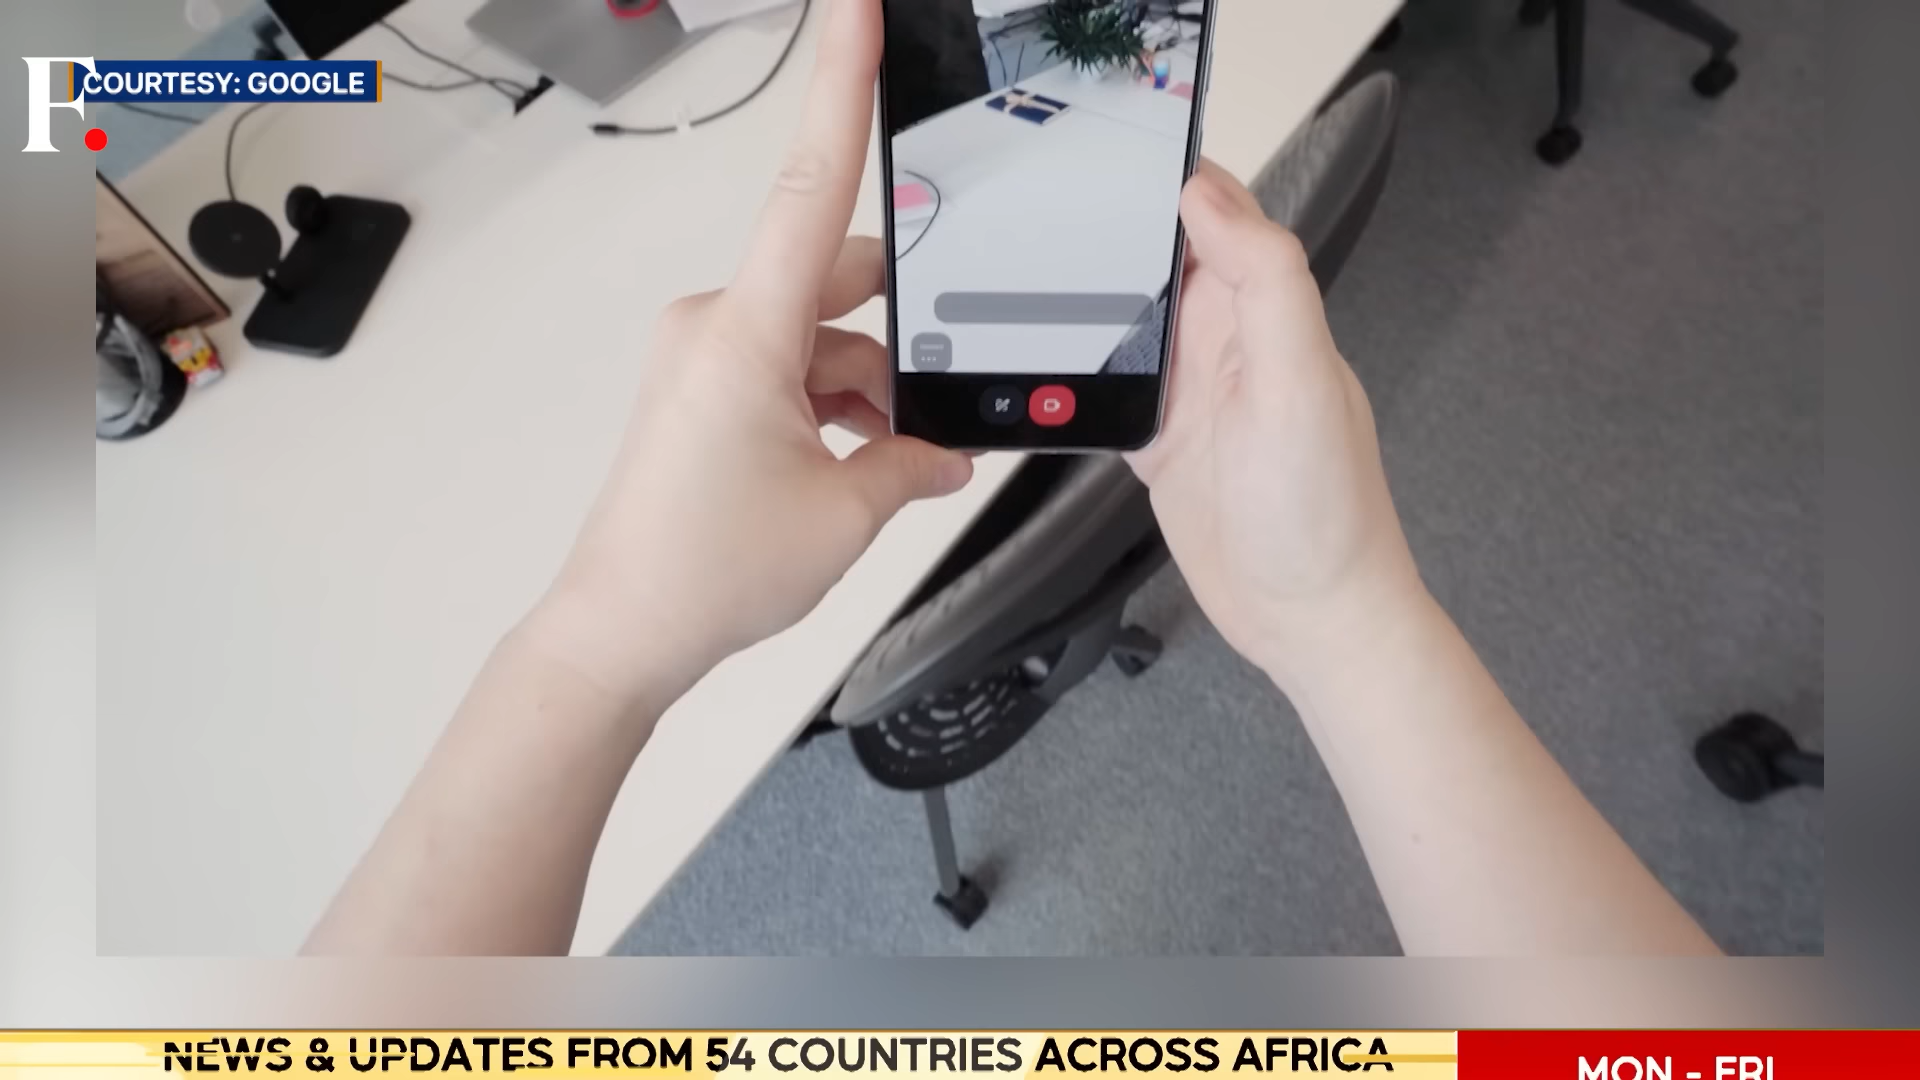 F.
COURTESY: GOOGLE
NEWS & UPDATES FROM 54 COUNTRIES ACROSS AFRICA
MON - FRI